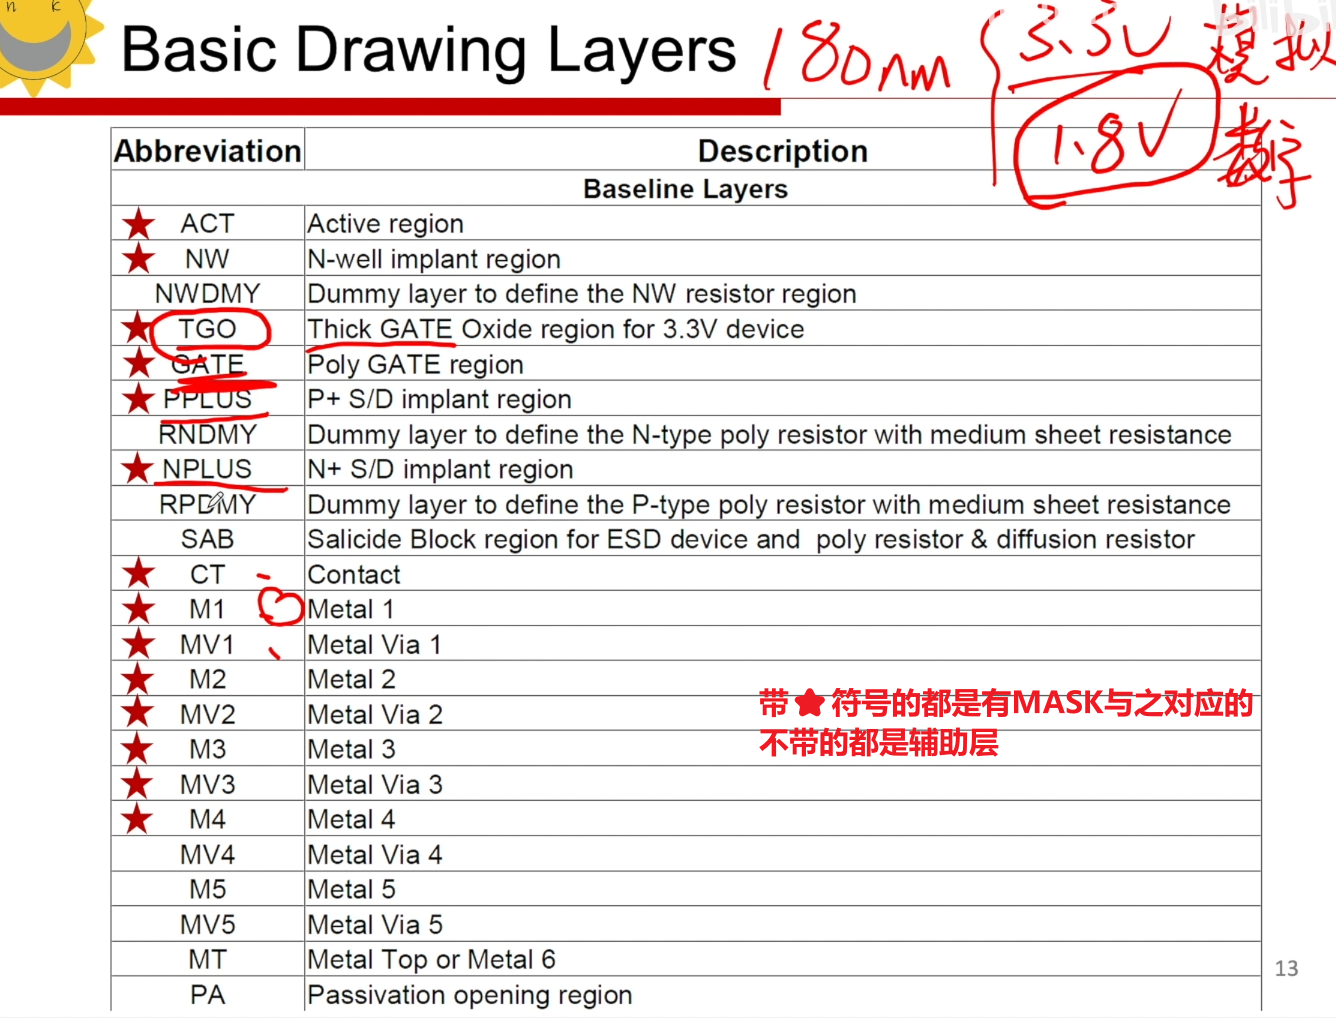 n k
Basic Drawing Layers
180nm
3.3V 模拟
1.8V 数字
Abbreviation Description
Baseline Layers
ACT Active region
NW N-well implant region
NWDMY Dummy layer to define the NW resistor region
TGO Thick GATE Oxide region for 3.3V device
GATE Poly GATE region
PPLUS P+ S/D implant region
RNDMY Dummy layer to define the N-type poly resistor with medium sheet resistance
NPLUS N+ S/D implant region
RPDMY Dummy layer to define the P-type poly resistor with medium sheet resistance
SAB Salicide Block region for ESD device and poly resistor & diffusion resistor
CT Contact
M1 Metal 1
MV1 Metal Via 1
M2 Metal 2
MV2 Metal Via 2
M3 Metal 3
MV3 Metal Via 3
M4 Metal 4
MV4 Metal Via 4
M5 Metal 5
MV5 Metal Via 5
MT Metal Top or Metal 6
PA Passivation opening region
带★符号的都是有MASK与之对应的
不带的都是辅助层
13